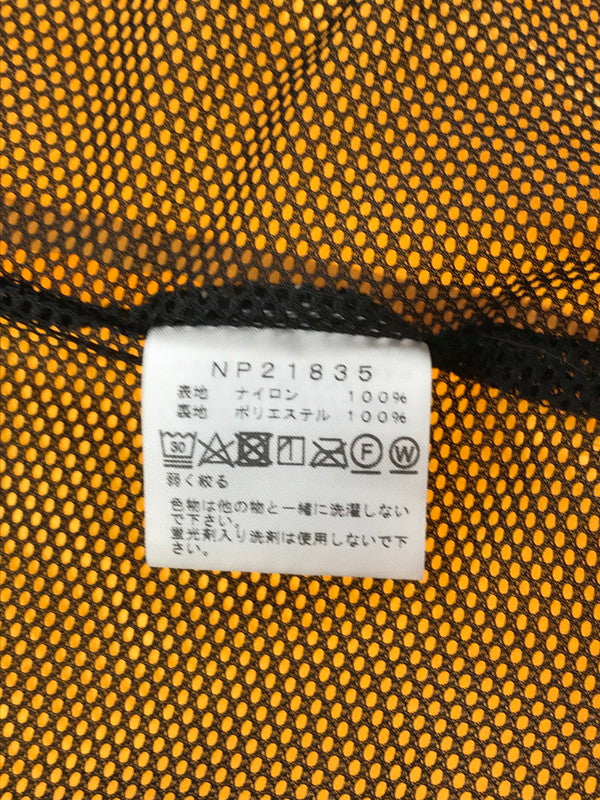 NP21835
表地 ナイロン 100%
裏地 ポリエステル 100%
30 F W
弱く絞る
色物は他の物と一緒に洗濯しない
で下さい。
蛍光剤入り洗剤は使用しないで下
さい。